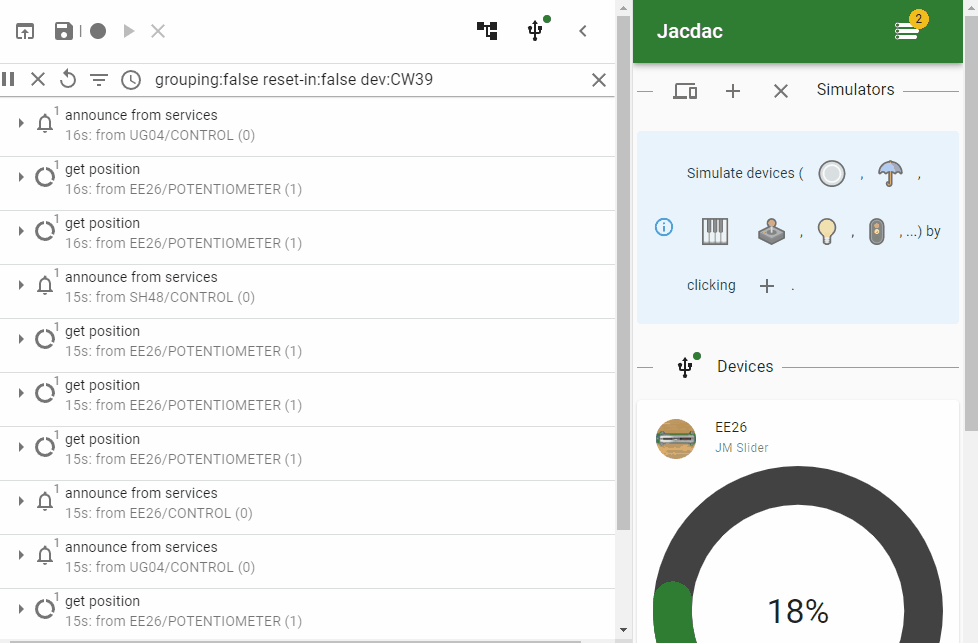 grouping:false reset-in:false dev:CW39
1
announce from services
16s: from UG04/CONTROL (0)
1
get position
16s: from EE26/POTENTIOMETER (1)
1
get position
16s: from EE26/POTENTIOMETER (1)
1
announce from services
15s: from SH48/CONTROL (0)
1
get position
15s: from EE26/POTENTIOMETER (1)
1
get position
15s: from EE26/POTENTIOMETER (1)
1
get position
15s: from EE26/POTENTIOMETER (1)
1
announce from services
15s: from EE26/CONTROL (0)
1
announce from services
15s: from UG04/CONTROL (0)
1
get position
15s: from EE26/POTENTIOMETER (1)
Jacdac
2
Simulators
Simulate devices ( , ,
, , , ...) by
clicking .
Devices
EE26
JM Slider
18%